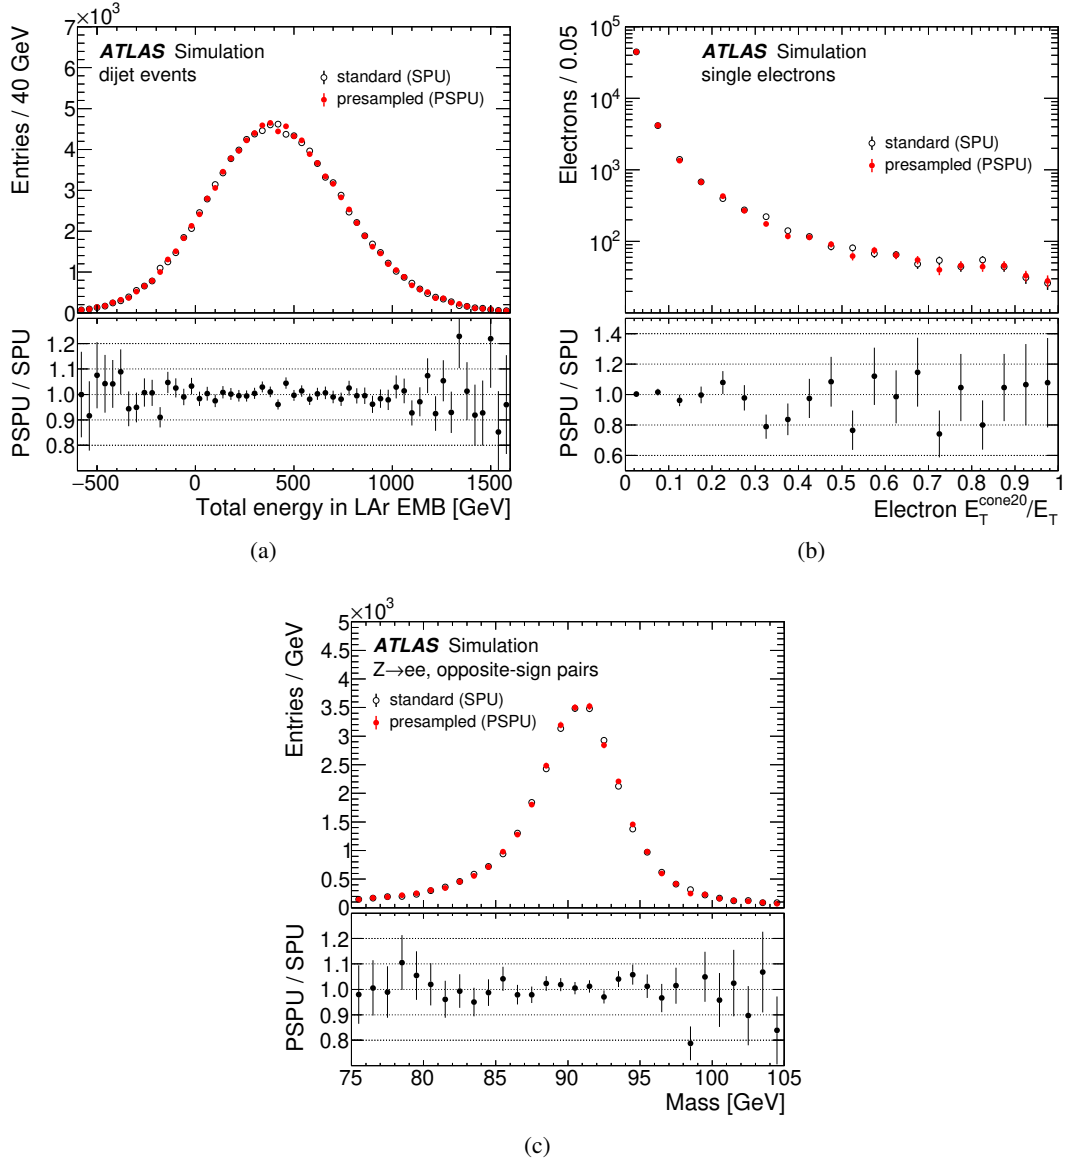 ×10³
7
6
5
4
3
2
1
0
Entries / 40 GeV
ATLAS Simulation
dijet events
standard (SPU)
presampled (PSPU)
1.2
1.1
1.0
0.9
0.8
PSPU / SPU
−500 0 500 1000 1500
Total energy in LAr EMB [GeV]
(a)
10⁵
10⁴
10³
10²
Electrons / 0.05
ATLAS Simulation
single electrons
standard (SPU)
presampled (PSPU)
1.4
1.2
1.0
0.8
0.6
PSPU / SPU
0 0.1 0.2 0.3 0.4 0.5 0.6 0.7 0.8 0.9 1
Electron E_T^cone20/E_T
(b)
×10³
5
4.5
4
3.5
3
2.5
2
1.5
1
0.5
0
Entries / GeV
ATLAS Simulation
Z→ee, opposite-sign pairs
standard (SPU)
presampled (PSPU)
1.2
1.1
1.0
0.9
0.8
PSPU / SPU
75 80 85 90 95 100 105
Mass [GeV]
(c)